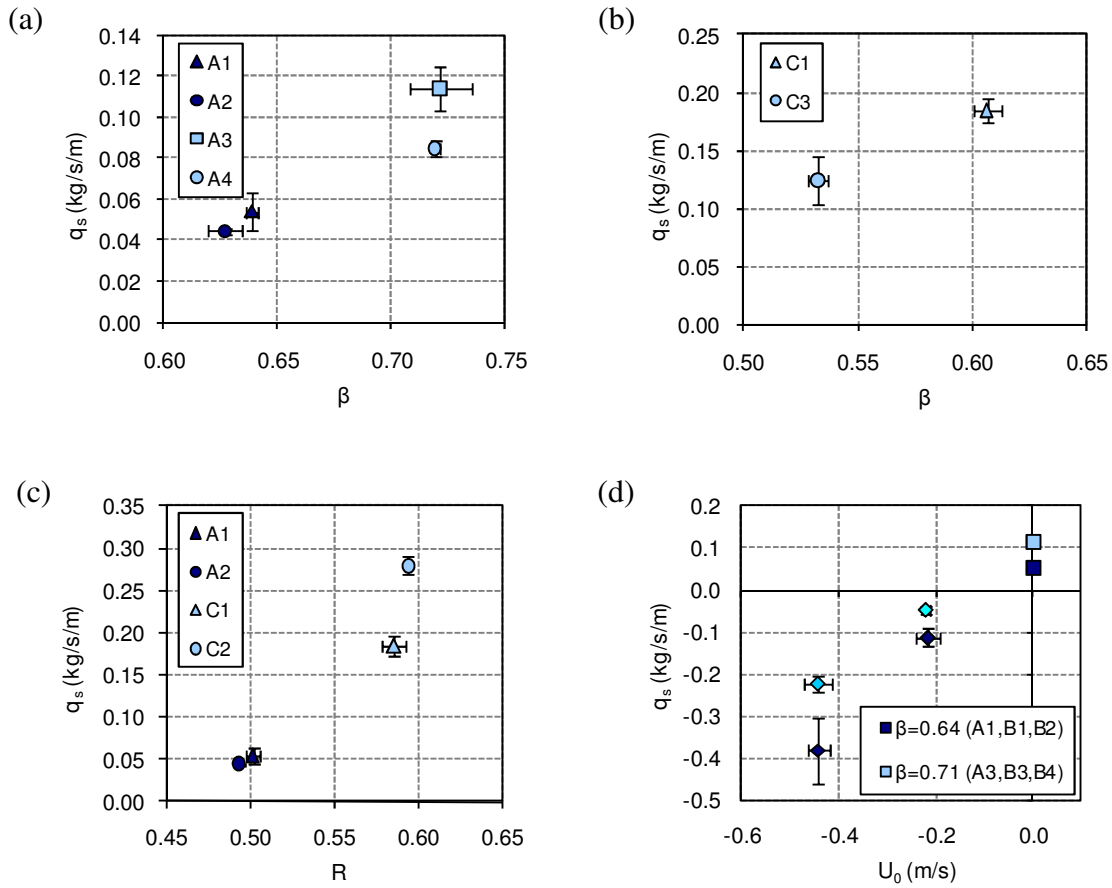 (a)
0.14
0.12
0.10
0.08
0.06
0.04
0.02
0.00
qs (kg/s/m)
A1
A2
A3
A4
0.60
0.65
0.70
0.75
β
(b)
0.25
0.20
0.15
0.10
0.05
0.00
qs (kg/s/m)
C1
C3
0.50
0.55
0.60
0.65
β
(c)
0.35
0.30
0.25
0.20
0.15
0.10
0.05
0.00
qs (kg/s/m)
A1
A2
C1
C2
0.45
0.50
0.55
0.60
0.65
R
(d)
0.2
0.1
0.0
-0.1
-0.2
-0.3
-0.4
-0.5
qs (kg/s/m)
β=0.64 (A1,B1,B2)
β=0.71 (A3,B3,B4)
-0.6
-0.4
-0.2
0.0
U0 (m/s)